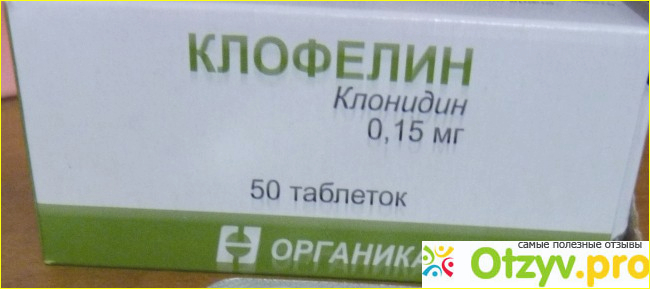 КЛОФЕЛИН
Клонидин
0,15 мг
50 таблеток
ОРГАНИКА
самые полезные отзывы
Otzyv.pro